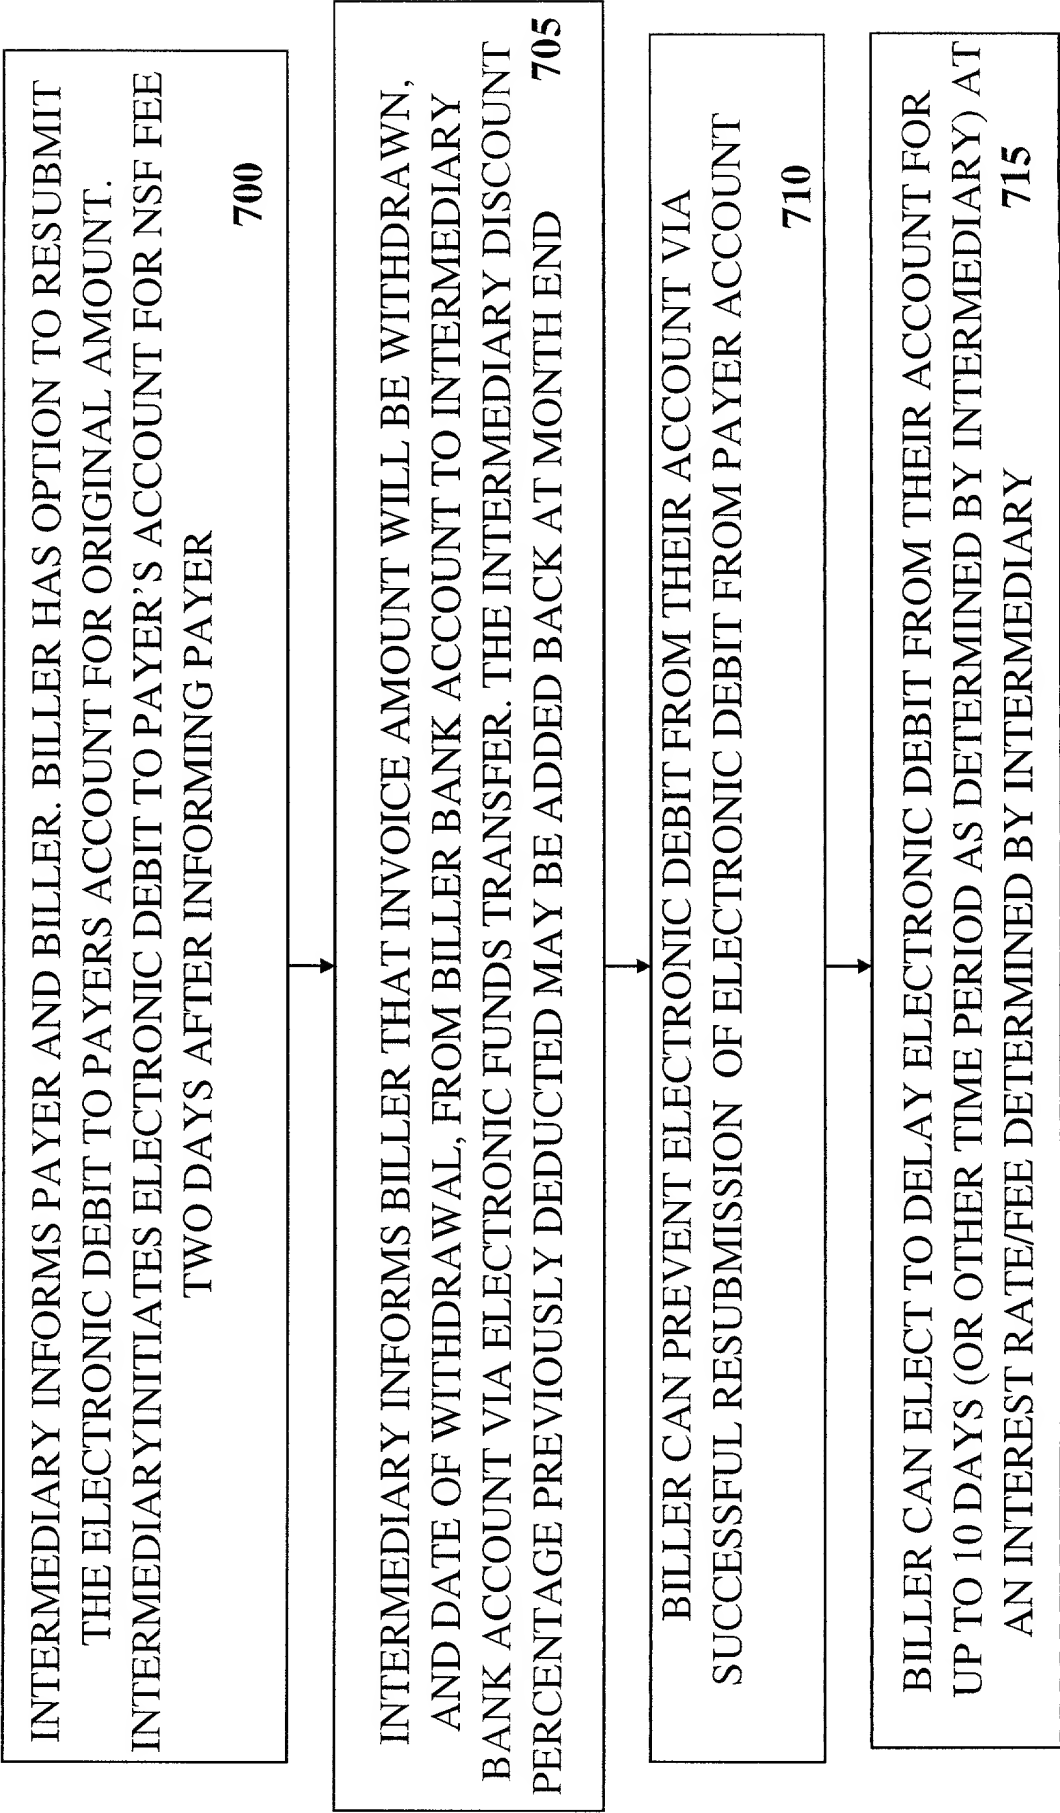 INTERMEDIARY INFORMS PAYER AND BILLER. BILLER HAS OPTION TO RESUBMIT
THE ELECTRONIC DEBIT TO PAYERS ACCOUNT FOR ORIGINAL AMOUNT.
INTERMEDIARYINITIATES ELECTRONIC DEBIT TO PAYER'S ACCOUNT FOR NSF FEE
TWO DAYS AFTER INFORMING PAYER
700
INTERMEDIARY INFORMS BILLER THAT INVOICE AMOUNT WILL BE WITHDRAWN,
AND DATE OF WITHDRAWAL, FROM BILLER BANK ACCOUNT TO INTERMEDIARY
BANK ACCOUNT VIA ELECTRONIC FUNDS TRANSFER. THE INTERMEDIARY DISCOUNT
PERCENTAGE PREVIOUSLY DEDUCTED MAY BE ADDED BACK AT MONTH END
705
BILLER CAN PREVENT ELECTRONIC DEBIT FROM THEIR ACCOUNT VIA
SUCCESSFUL RESUBMISSION OF ELECTRONIC DEBIT FROM PAYER ACCOUNT
710
BILLER CAN ELECT TO DELAY ELECTRONIC DEBIT FROM THEIR ACCOUNT FOR
UP TO 10 DAYS (OR OTHER TIME PERIOD AS DETERMINED BY INTERMEDIARY) AT
AN INTEREST RATE/FEE DETERMINED BY INTERMEDIARY
715